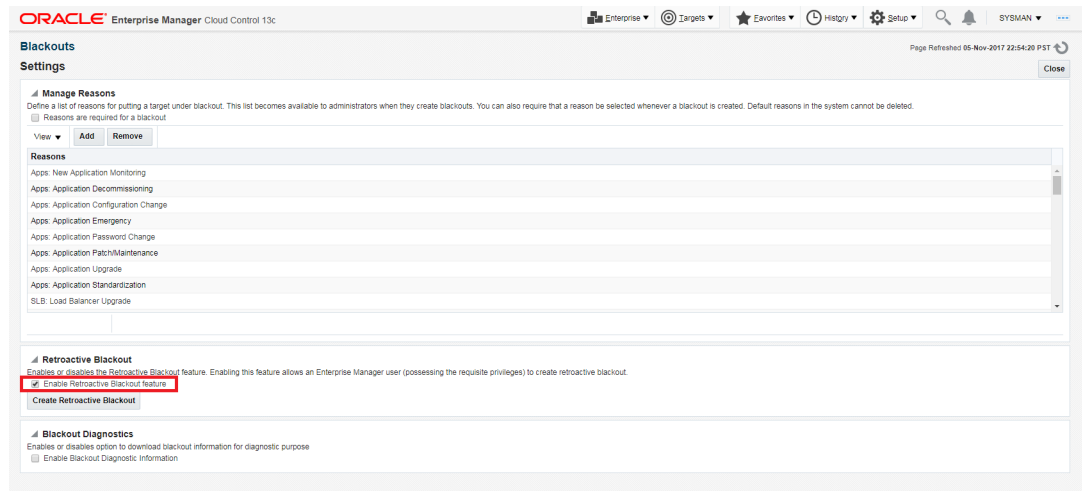 ORACLE Enterprise Manager Cloud Control 13c Enterprise Targets Favorites History Setup SYSMAN
Blackouts
Page Refreshed 05-Nov-2017 22:54:20 PST
Settings
Close
Manage Reasons
Define a list of reasons for putting a target under blackout. This list becomes available to administrators when they create blackouts. You can also require that a reason be selected whenever a blackout is created. Default reasons in the system cannot be deleted.
Reasons are required for a blackout
View Add Remove
Reasons
Apps: New Application Monitoring
Apps: Application Decommissioning
Apps: Application Configuration Change
Apps: Application Emergency
Apps: Application Password Change
Apps: Application Patch/Maintenance
Apps: Application Upgrade
Apps: Application Standardization
SLB: Load Balancer Upgrade
Retroactive Blackout
Enables or disables the Retroactive Blackout feature. Enabling this feature allows an Enterprise Manager user (possessing the requisite privileges) to create retroactive blackout.
Enable Retroactive Blackout feature
Create Retroactive Blackout
Blackout Diagnostics
Enables or disables option to download blackout information for diagnostic purpose
Enable Blackout Diagnostic Information